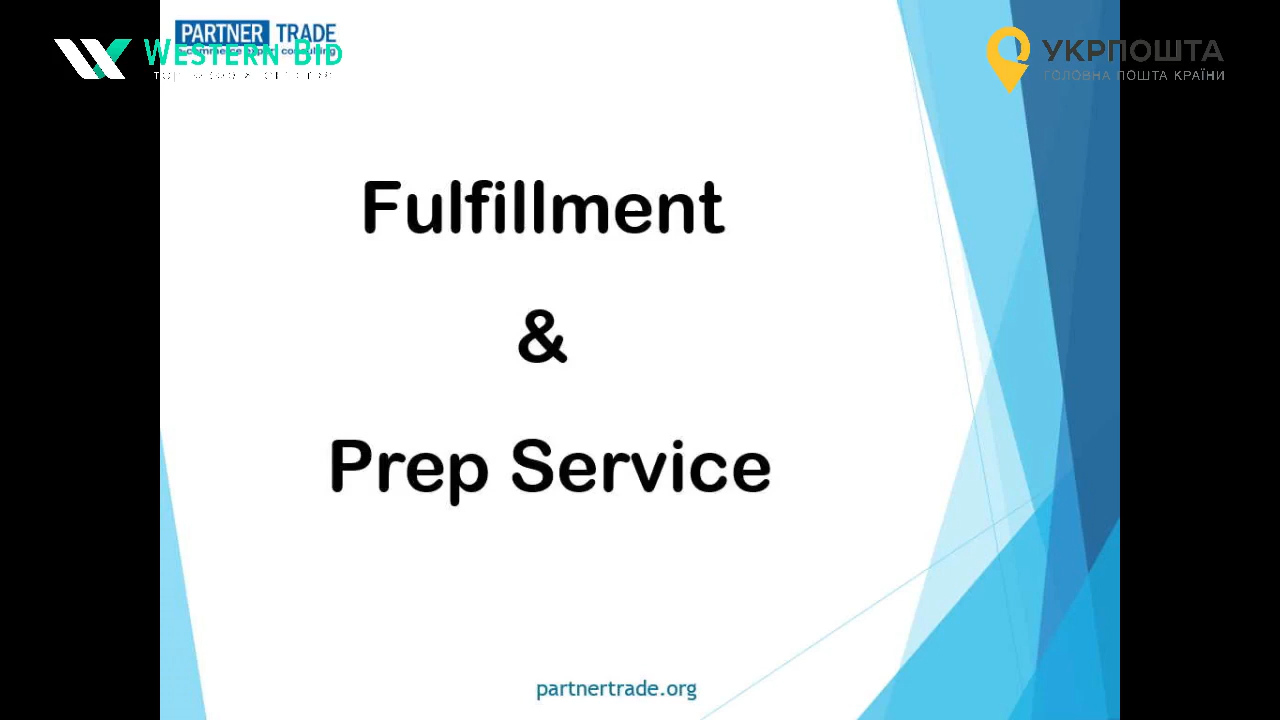 PARTNER TRADE
WESTERN BID
УКРПОШТА
ГОЛОВНА ПОШТА КРАЇНИ
Fulfillment
&
Prep Service
partnertrade.org